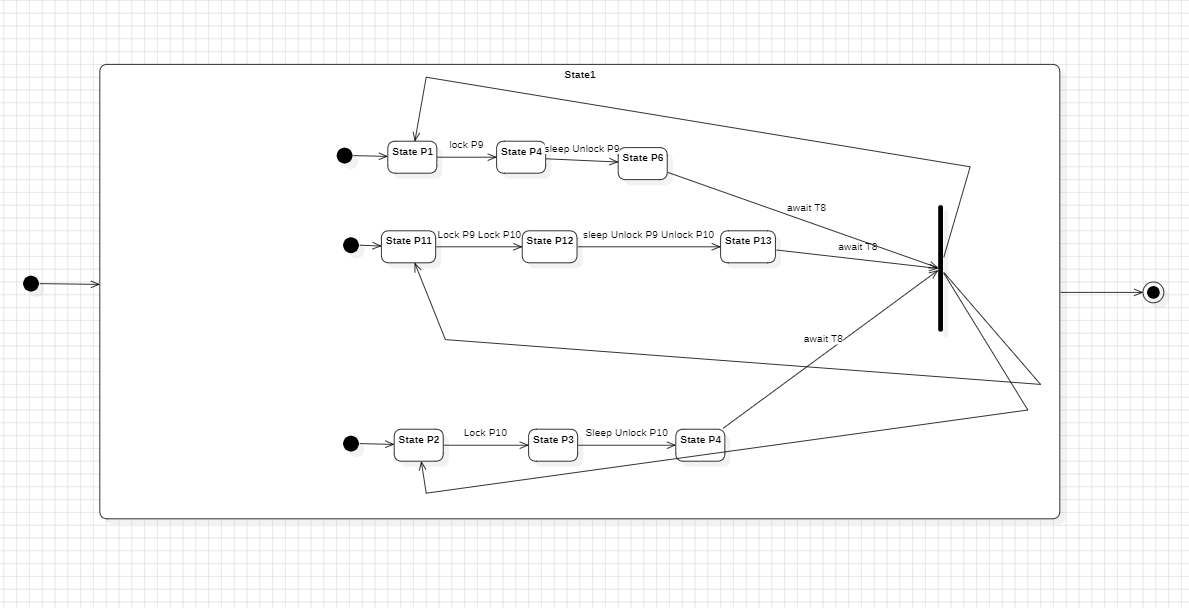 State1
State P1
lock P9
State P4
sleep Unlock P9
State P6
await T8
State P11
Lock P9 Lock P10
State P12
sleep Unlock P9 Unlock P10
State P13
await T8
await T8
State P2
Lock P10
State P3
Sleep Unlock P10
State P4